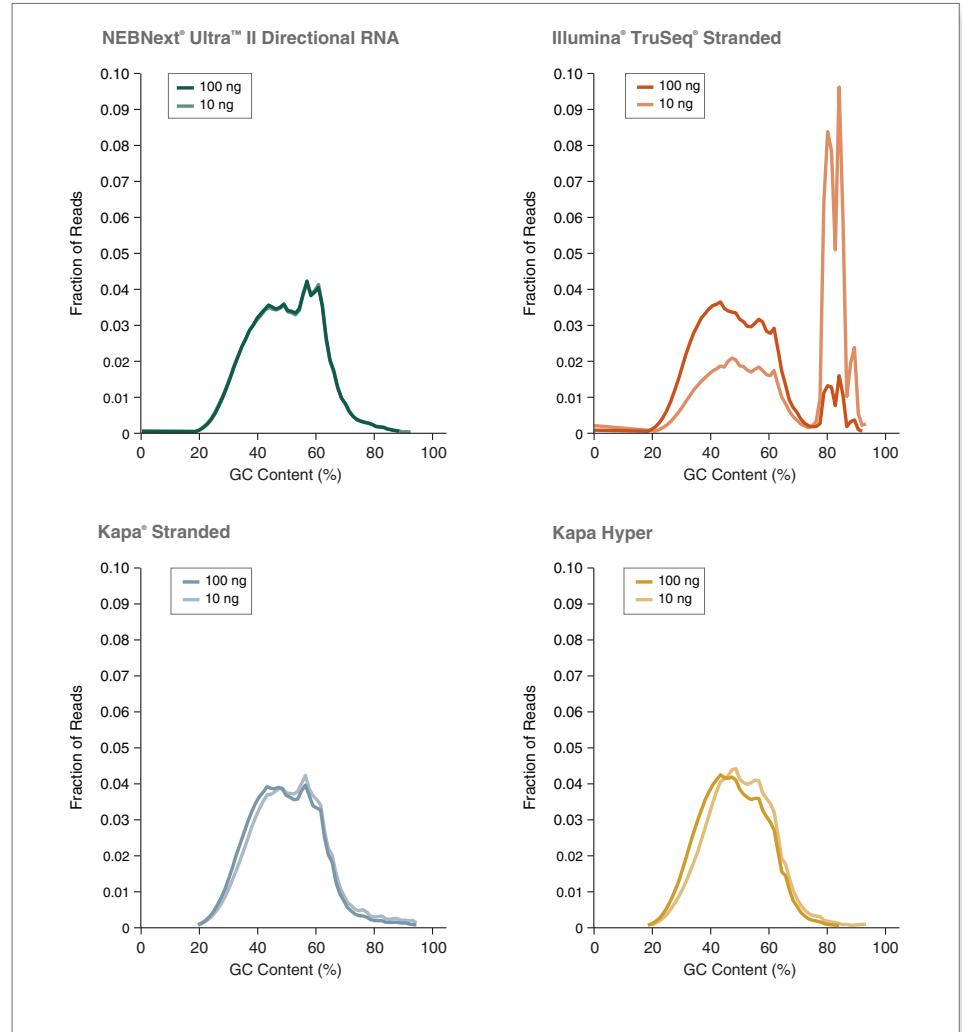 NEBNext® Ultra™ II Directional RNA
100 ng
10 ng
0.10
0.09
0.08
0.07
0.06
0.05
0.04
0.03
0.02
0.01
0
Fraction of Reads
0 20 40 60 80 100
GC Content (%)
Illumina® TruSeq® Stranded
100 ng
10 ng
0.10
0.09
0.08
0.07
0.06
0.05
0.04
0.03
0.02
0.01
0
Fraction of Reads
0 20 40 60 80 100
GC Content (%)
Kapa® Stranded
100 ng
10 ng
0.10
0.09
0.08
0.07
0.06
0.05
0.04
0.03
0.02
0.01
0
Fraction of Reads
0 20 40 60 80 100
GC Content (%)
Kapa Hyper
100 ng
10 ng
0.10
0.09
0.08
0.07
0.06
0.05
0.04
0.03
0.02
0.01
0
Fraction of Reads
0 20 40 60 80 100
GC Content (%)